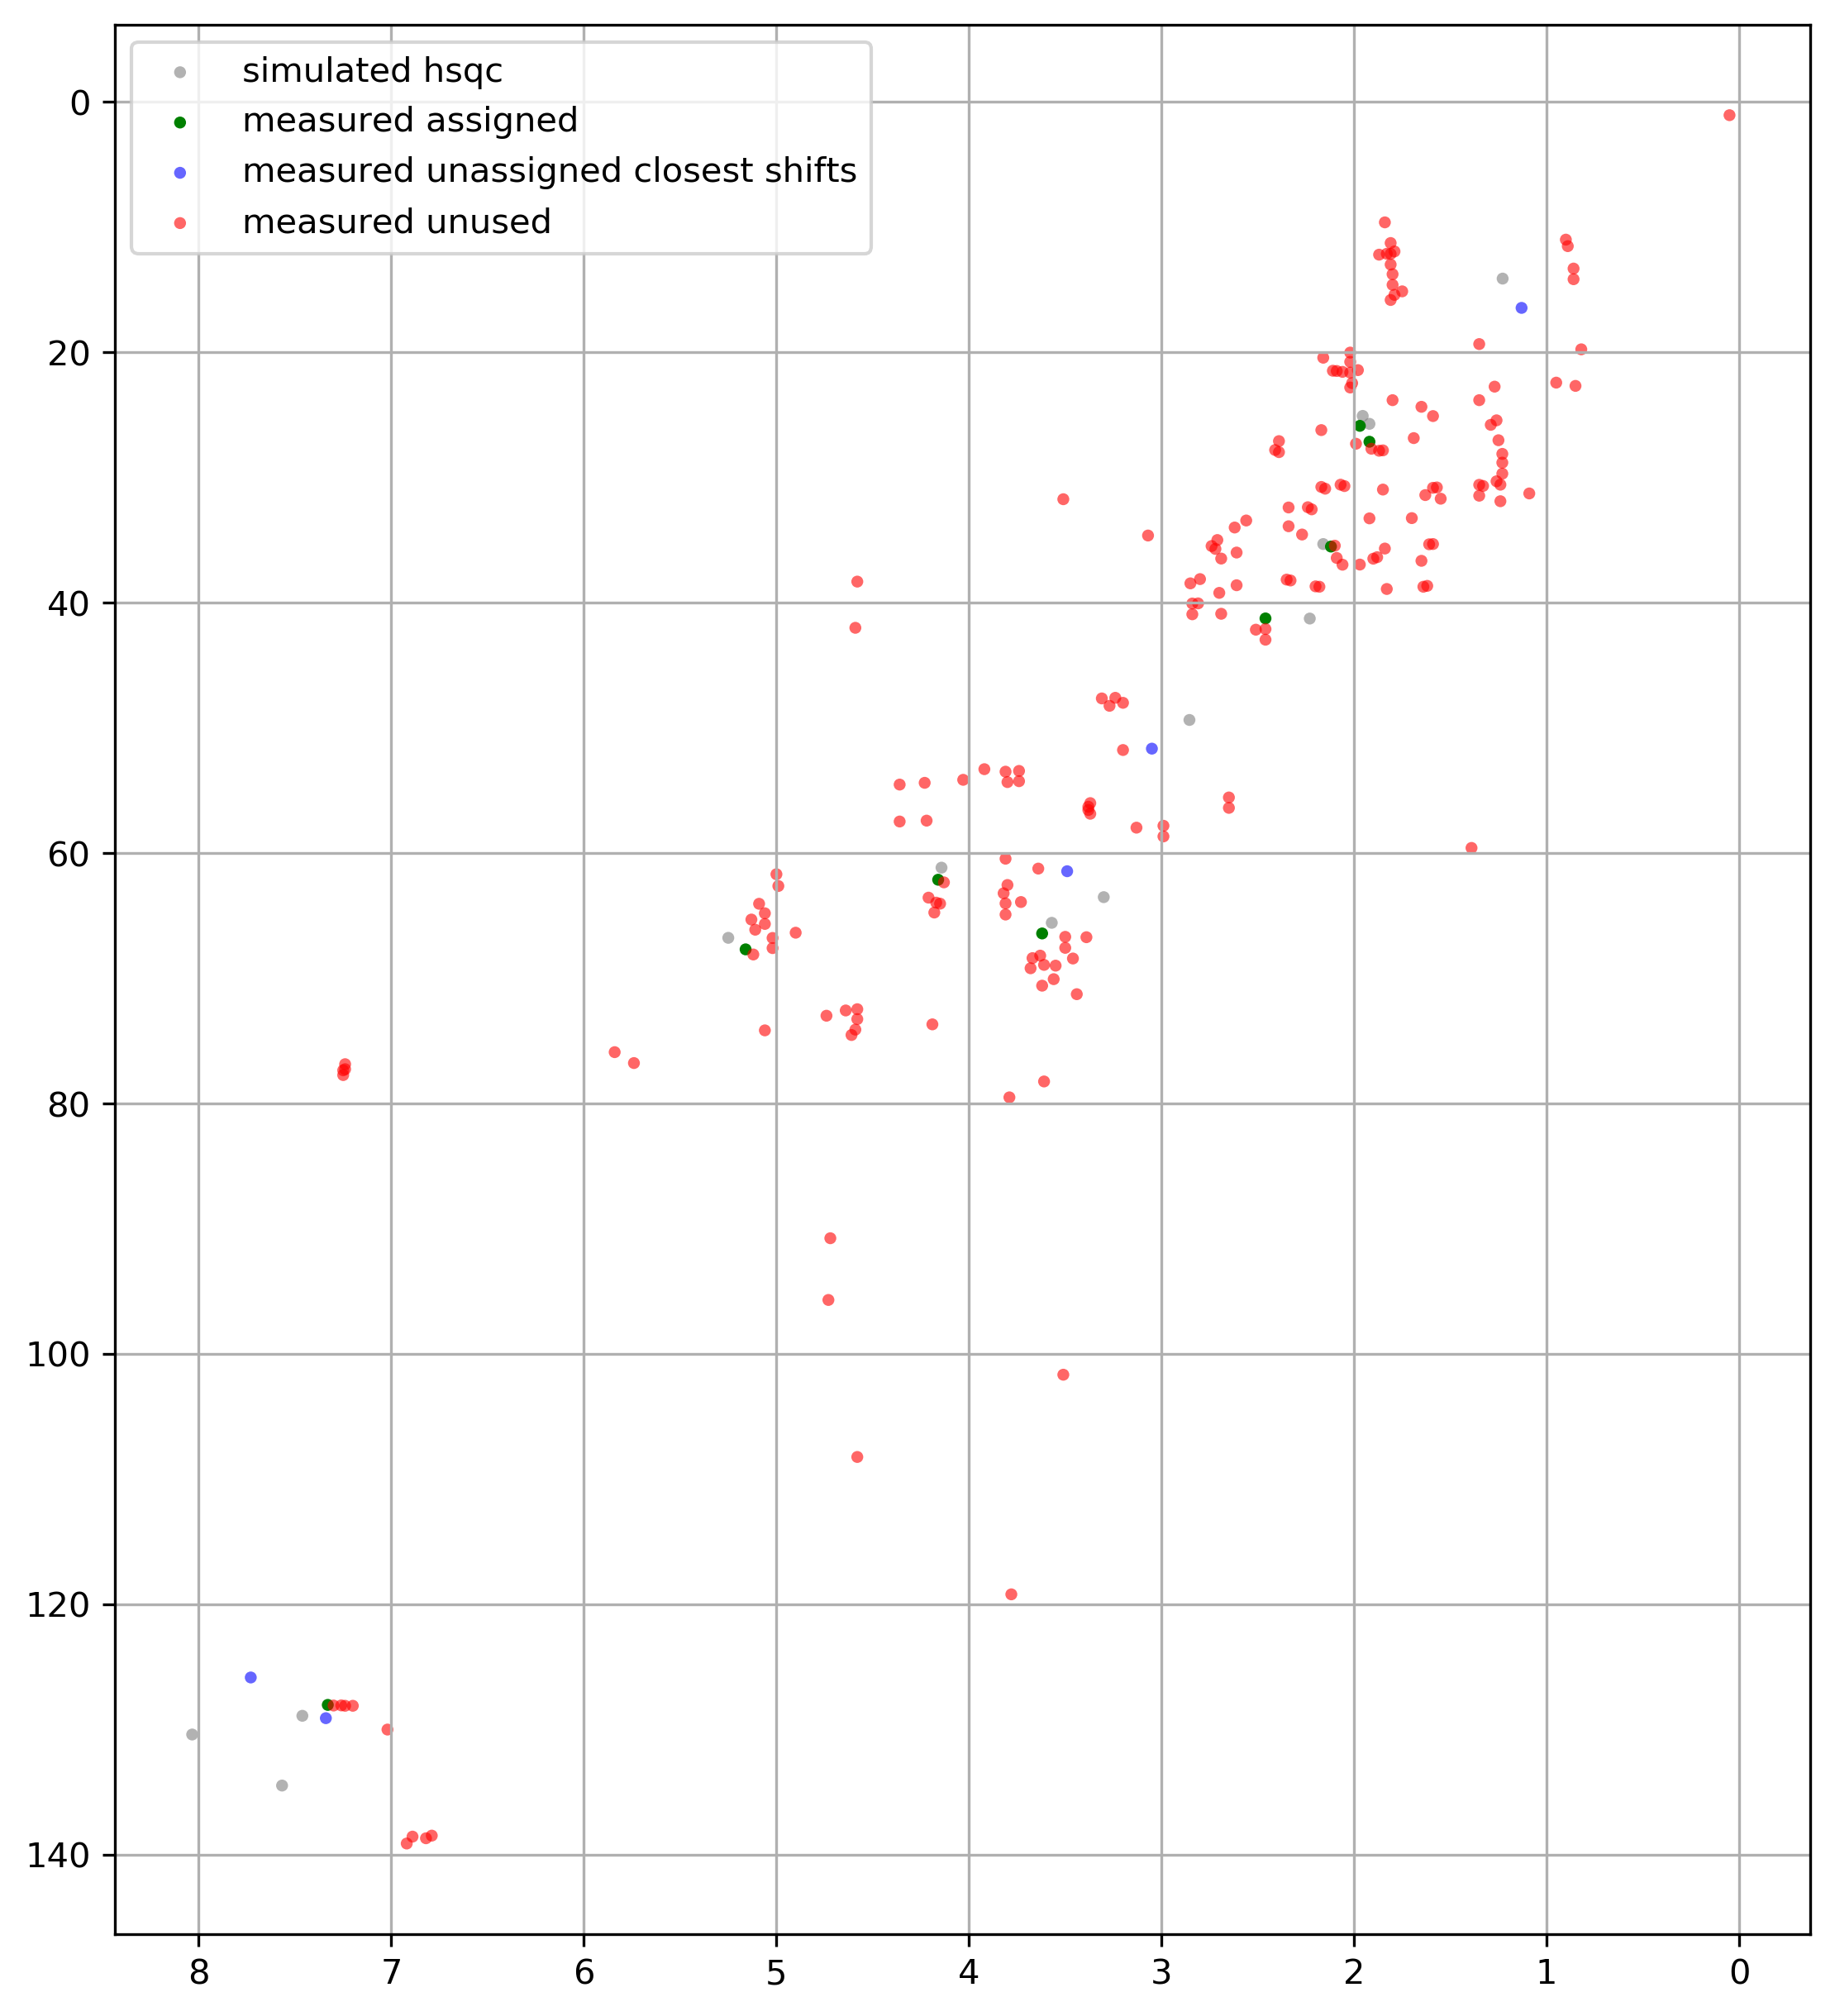 simulated hsqc
measured assigned
measured unassigned closest shifts
measured unused
0
20
40
60
80
100
120
140
8 7 6 5 4 3 2 1 0